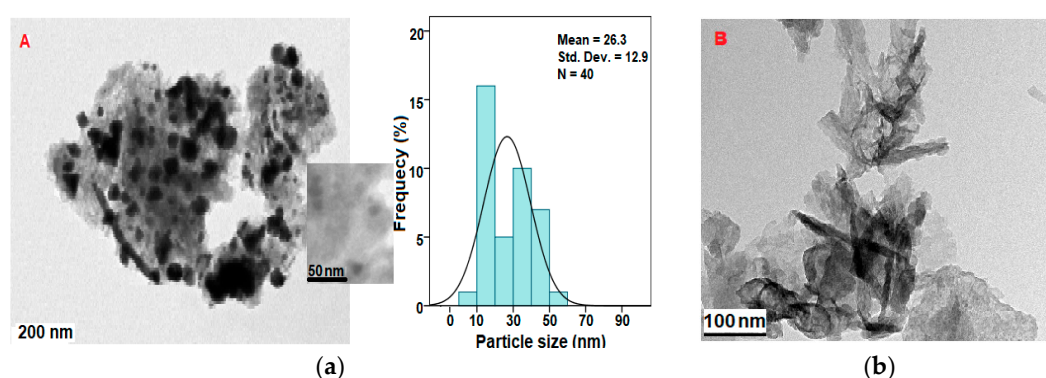 A
200 nm
50 nm
20
15
10
5
0
Frequecy (%)
Mean = 26.3
Std. Dev. = 12.9
N = 40
0 10 30 50 70 90
Particle size (nm)
(a)
B
100 nm
(b)